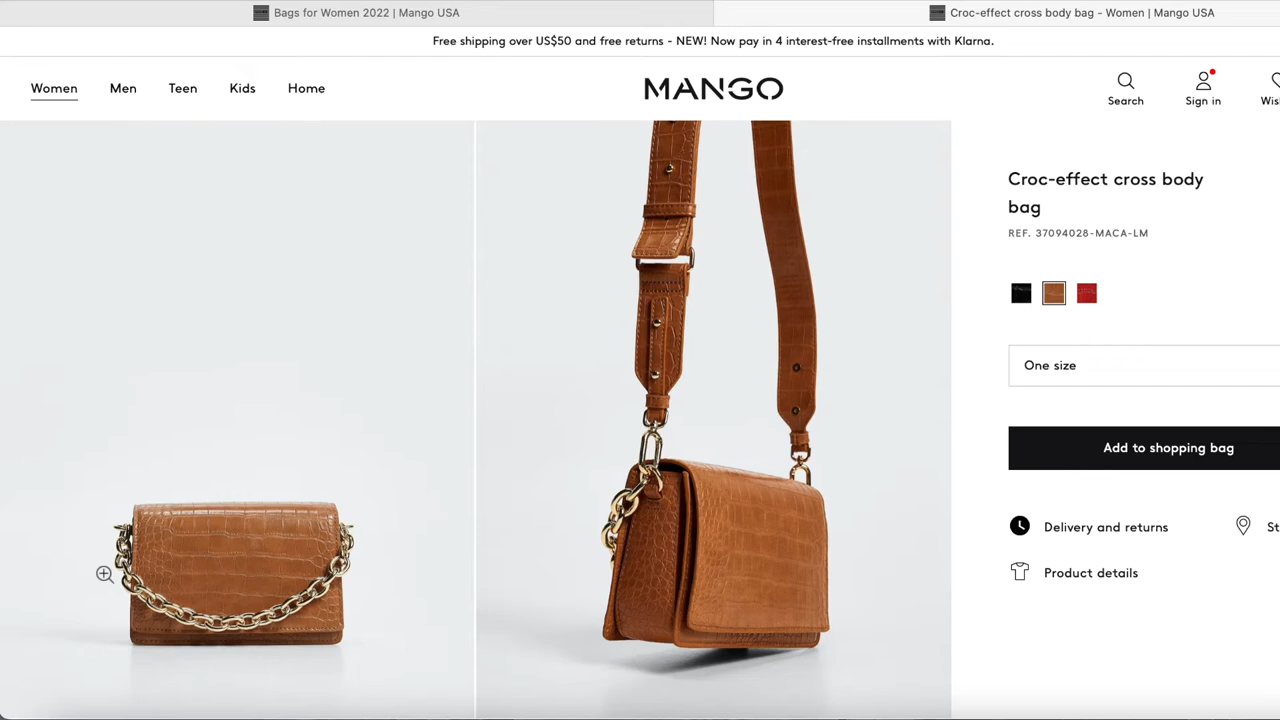 Bags for Women 2022 | Mango USA
Croc-effect cross body bag - Women | Mango USA
Free shipping over US$50 and free returns - NEW! Now pay in 4 interest-free installments with Klarna.
Women Men Teen Kids Home
MANGO
Search Sign in
Croc-effect cross body
bag
REF. 37094028-MACA-LM
One size
Add to shopping bag
Delivery and returns
Product details